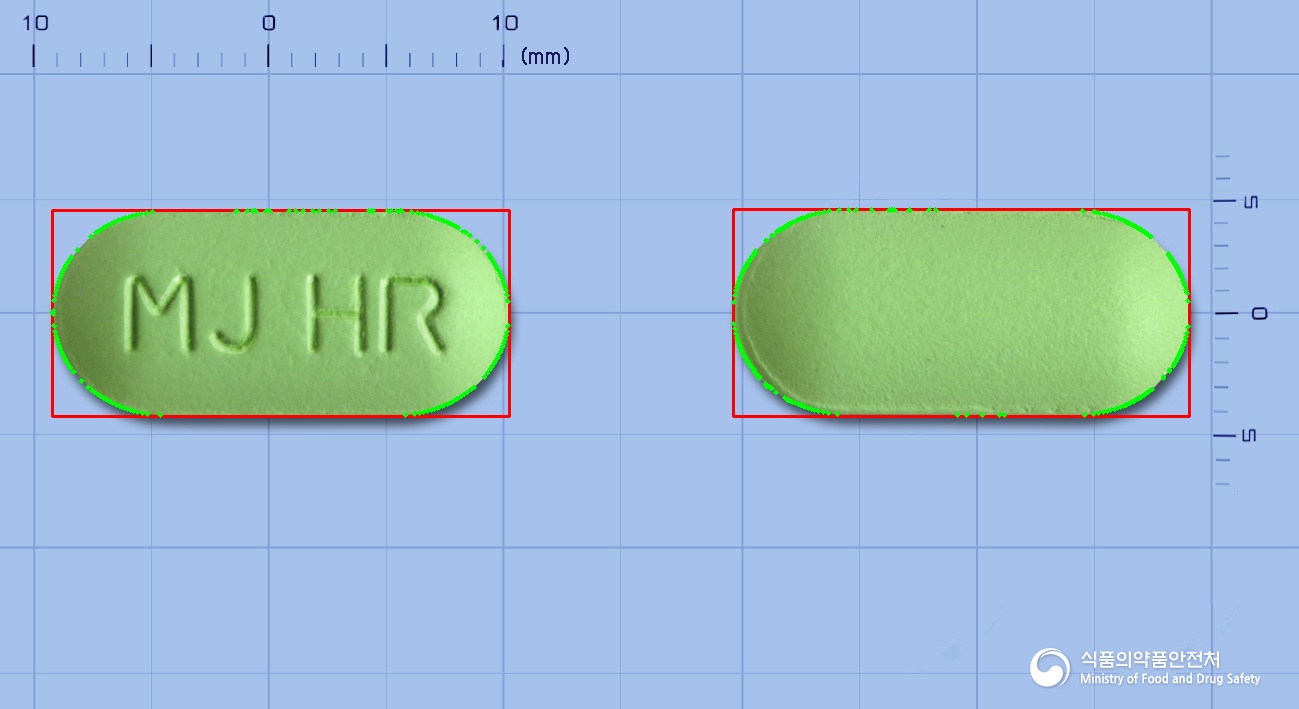 10 0 10
(mm)
MJ HR
5
0
5
식품의약품안전처
Ministry of Food and Drug Safety